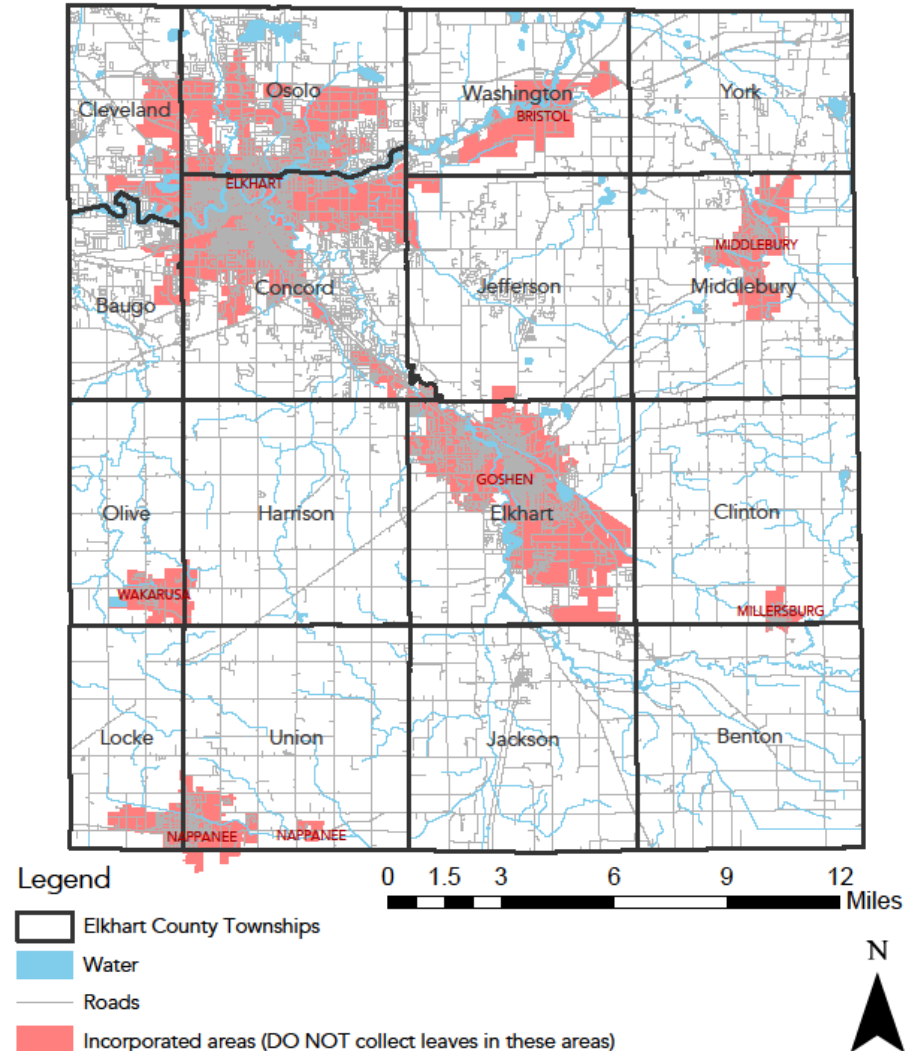 Cleveland
Osolo
Washington
York
BRISTOL
ELKHART
MIDDLEBURY
Baugo
Concord
Jefferson
Middlebury
GOSHEN
Olive
Harrison
Elkhart
Clinton
WAKARUSA
MILLERSBURG
Locke
Union
Jackson
Benton
NAPPANEE
NAPPANEE
Legend
0 1.5 3 6 9 12
Miles
Elkhart County Townships
Water
Roads
Incorporated areas (DO NOT collect leaves in these areas)
N